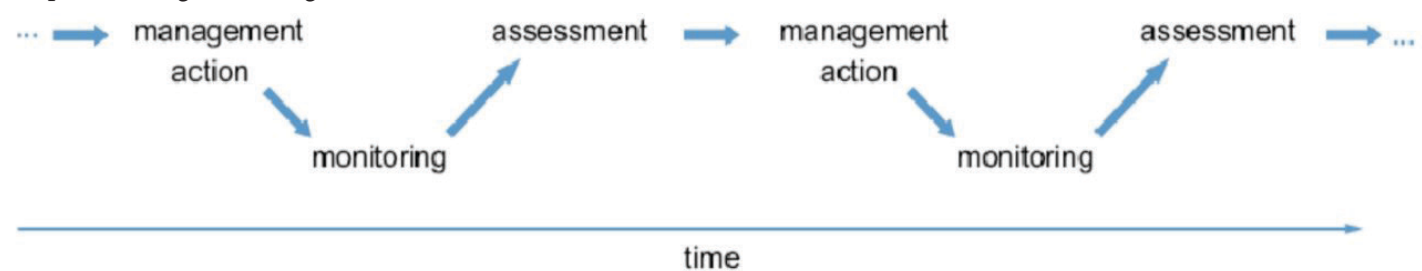 ... management assessment management assessment ...
action action
monitoring monitoring
time